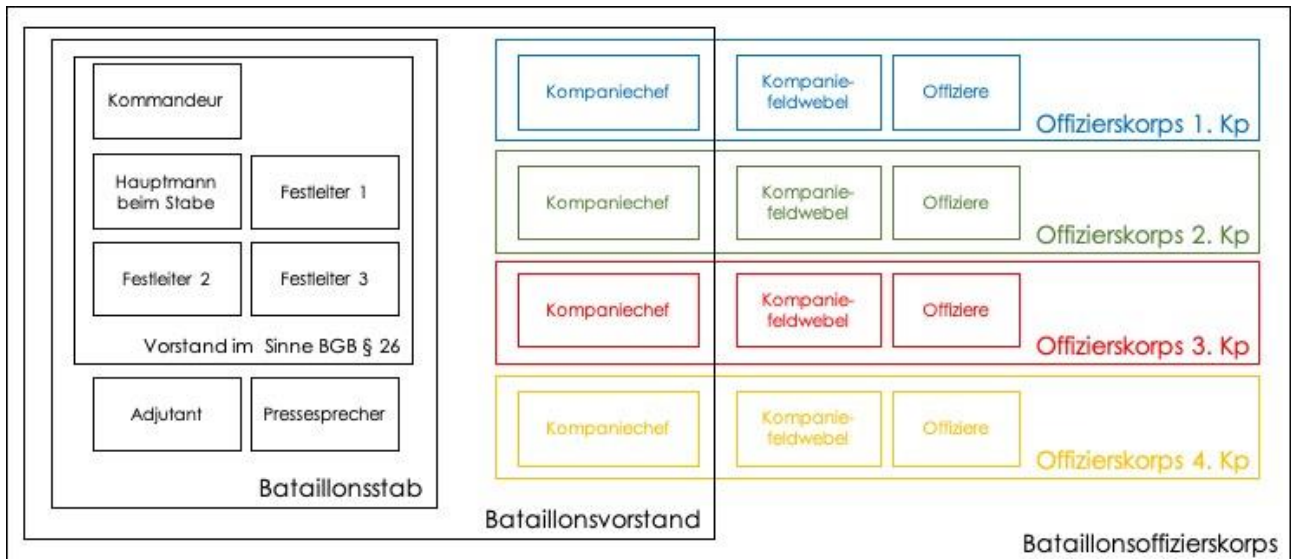 Kommandeur
Hauptmann
beim Stabe
Festleiter 1
Festleiter 2
Festleiter 3
Vorstand im Sinne BGB § 26
Adjutant
Pressesprecher
Bataillonsstab
Bataillonsvorstand
Kompaniechef
Kompanie-
feldwebel
Offiziere
Offizierskorps 1. Kp
Kompaniechef
Kompanie-
feldwebel
Offiziere
Offizierskorps 2. Kp
Kompaniechef
Kompanie-
feldwebel
Offiziere
Offizierskorps 3. Kp
Kompaniechef
Kompanie-
feldwebel
Offiziere
Offizierskorps 4. Kp
Bataillonsoffizierskorps